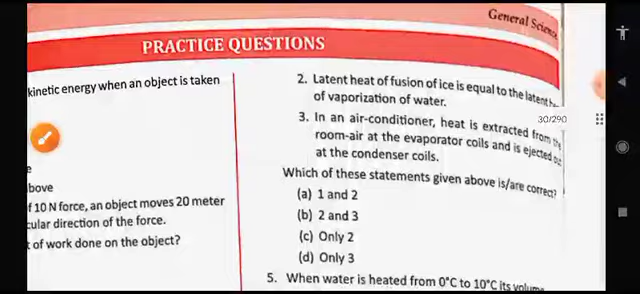 General Science
PRACTICE QUESTIONS
kinetic energy when an object is taken
bove
f 10 N force, an object moves 20 meter
cular direction of the force.
of work done on the object?
2. Latent heat of fusion of ice is equal to the latent
of vaporization of water.
3. In an air-conditioner, heat is extracted from
room-air at the evaporator coils and is ejected
at the condenser coils.
Which of these statements given above is/are correct?
(a) 1 and 2
(b) 2 and 3
(c) Only 2
(d) Only 3
5. When water is heated from 0°C to 10°C its volume
30/290